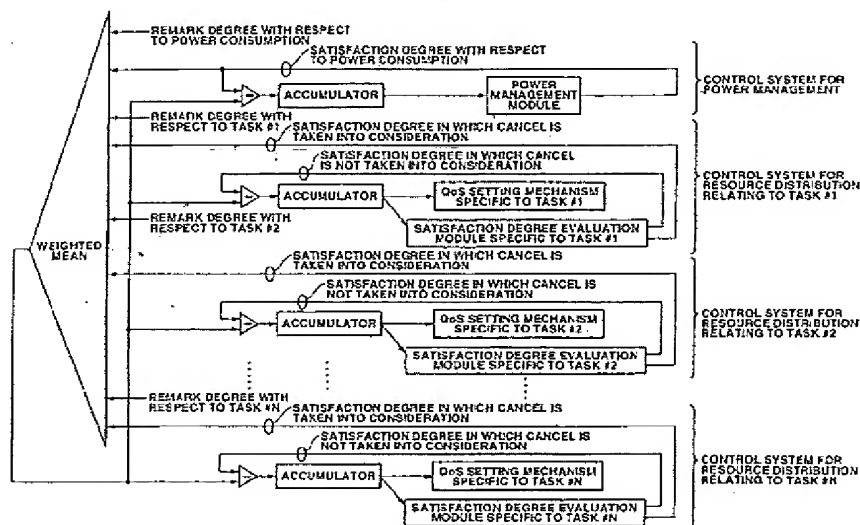 REMARK DEGREE WITH RESPECT
TO POWER CONSUMPTION
SATISFACTION DEGREE WITH RESPECT
TO POWER CONSUMPTION
ACCUMULATOR
POWER
MANAGEMENT
MODULE
CONTROL SYSTEM FOR
POWER MANAGEMENT
REMARK DEGREE WITH
RESPECT TO TASK #1
SATISFACTION DEGREE IN WHICH CANCEL IS
TAKEN INTO CONSIDERATION
SATISFACTION DEGREE IN WHICH CANCEL
IS NOT TAKEN INTO CONSIDERATION
ACCUMULATOR
QoS SETTING MECHANISM
SPECIFIC TO TASK #1
SATISFACTION DEGREE EVALUATION
MODULE SPECIFIC TO TASK #1
CONTROL SYSTEM FOR
RESOURCE DISTRIBUTION
RELATING TO TASK #1
REMARK DEGREE WITH
RESPECT TO TASK #2
WEIGHTED
MEAN
SATISFACTION DEGREE IN WHICH CANCEL IS
TAKEN INTO CONSIDERATION
SATISFACTION DEGREE IN WHICH CANCEL IS
NOT TAKEN INTO CONSIDERATION
ACCUMULATOR
QoS SETTING MECHANISM
SPECIFIC TO TASK #2
SATISFACTION DEGREE EVALUATION
MODULE SPECIFIC TO TASK #2
CONTROL SYSTEM FOR
RESOURCE DISTRIBUTION
RELATING TO TASK #2
REMARK DEGREE WITH
RESPECT TO TASK #N
SATISFACTION DEGREE IN WHICH CANCEL IS
TAKEN INTO CONSIDERATION
SATISFACTION DEGREE IN WHICH CANCEL IS
NOT TAKEN INTO CONSIDERATION
ACCUMULATOR
QoS SETTING MECHANISM
SPECIFIC TO TASK #N
SATISFACTION DEGREE EVALUATION
MODULE SPECIFIC TO TASK #N
CONTROL SYSTEM FOR
RESOURCE DISTRIBUTION
RELATING TO TASK #N